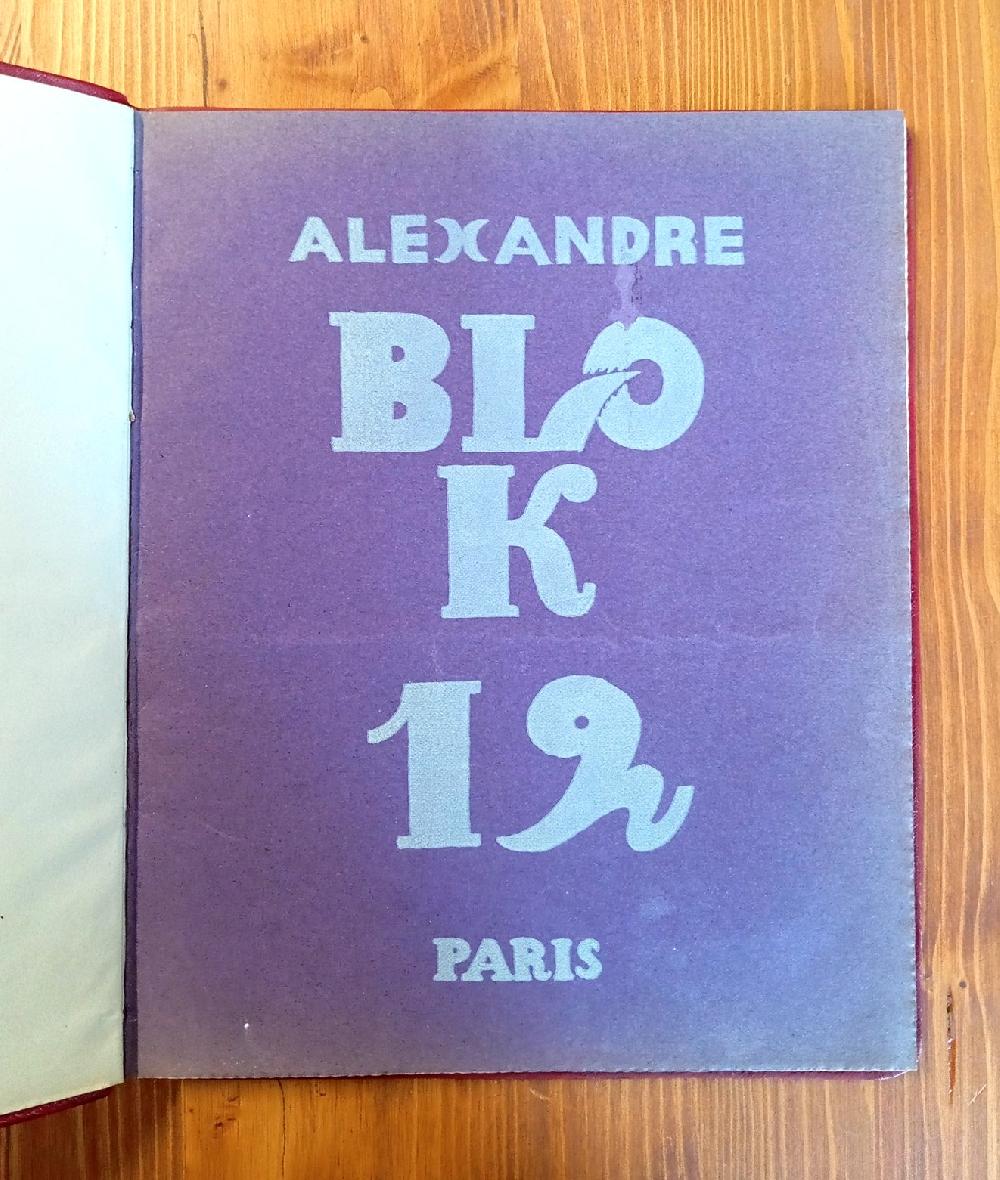 ALEXANDRE
BLO
K
12
PARIS